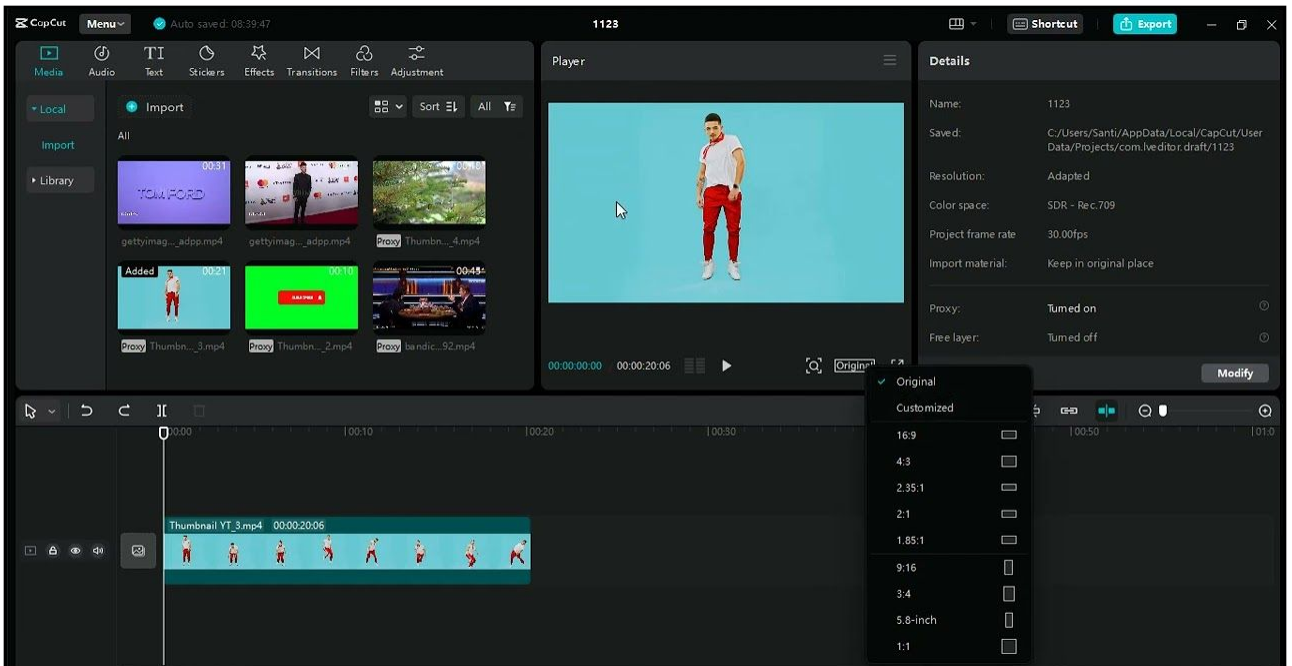 CapCut
Menu
Auto saved: 08:39:47
1123
Shortcut
Export
Media
Audio
TI
Text
Stickers
Effects
Transitions
Filters
Adjustment
Local
Import
Library
Import
Sort
All
All
00:31
TOM FORD
gettyimag..._adpp.mp4
gettyimag..._adpp.mp4
Proxy Thumbn..._4.mp4
Added
00:21
00:10
00:45
Proxy Thumbn..._3.mp4
Proxy Thumbn..._2.mp4
Proxy bandic...92.mp4
Player
00:00:00:00
00:00:20:06
Original
Details
Name: 1123
Saved: C:/Users/Santi/AppData/Local/CapCut/User
Data/Projects/com.lveditor.draft/1123
Resolution: Adapted
Color space: SDR - Rec.709
Project frame rate 30.00fps
Import material: Keep in original place
Proxy: Turned on
Free layer: Turned off
Modify
Original
Customized
16:9
4:3
2.35:1
2:1
1.85:1
9:16
3:4
5.8-inch
1:1
00:00
00:10
00:20
00:30
00:50
01:0
Thumbnail YT_3.mp4 00:00:20:06